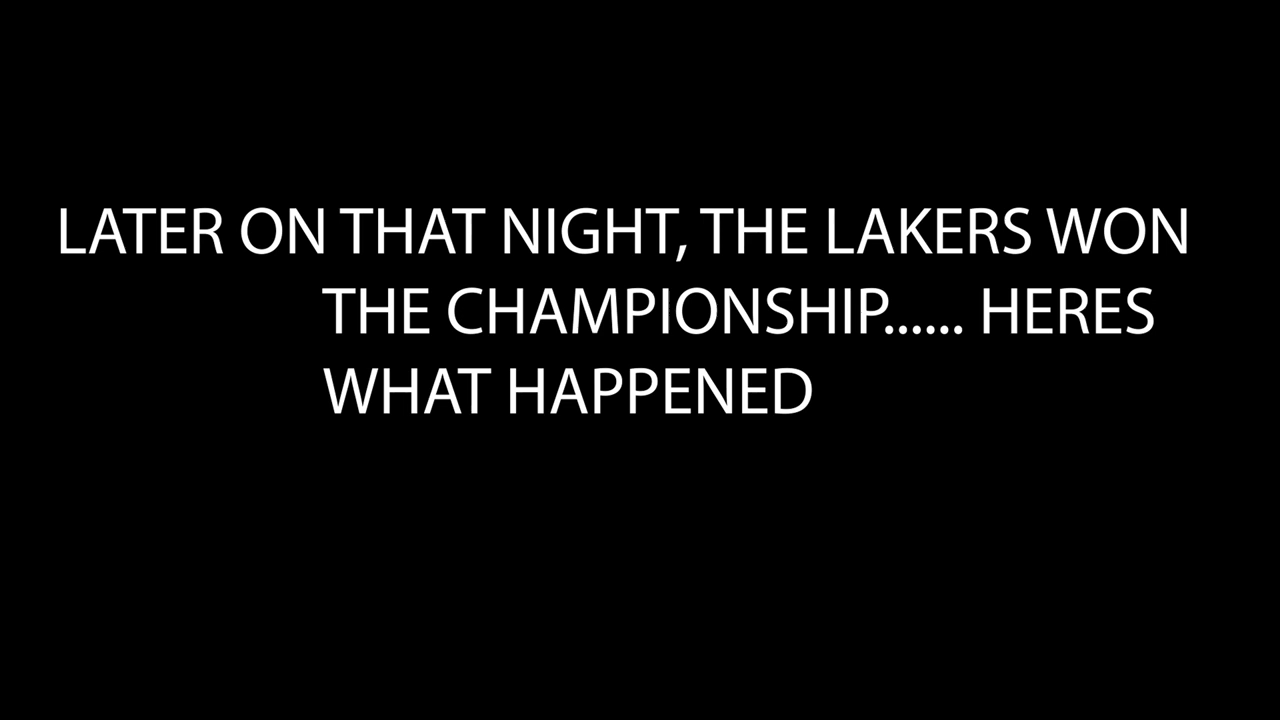 LATER ON THAT NIGHT, THE LAKERS WON
THE CHAMPIONSHIP...... HERES
WHAT HAPPENED